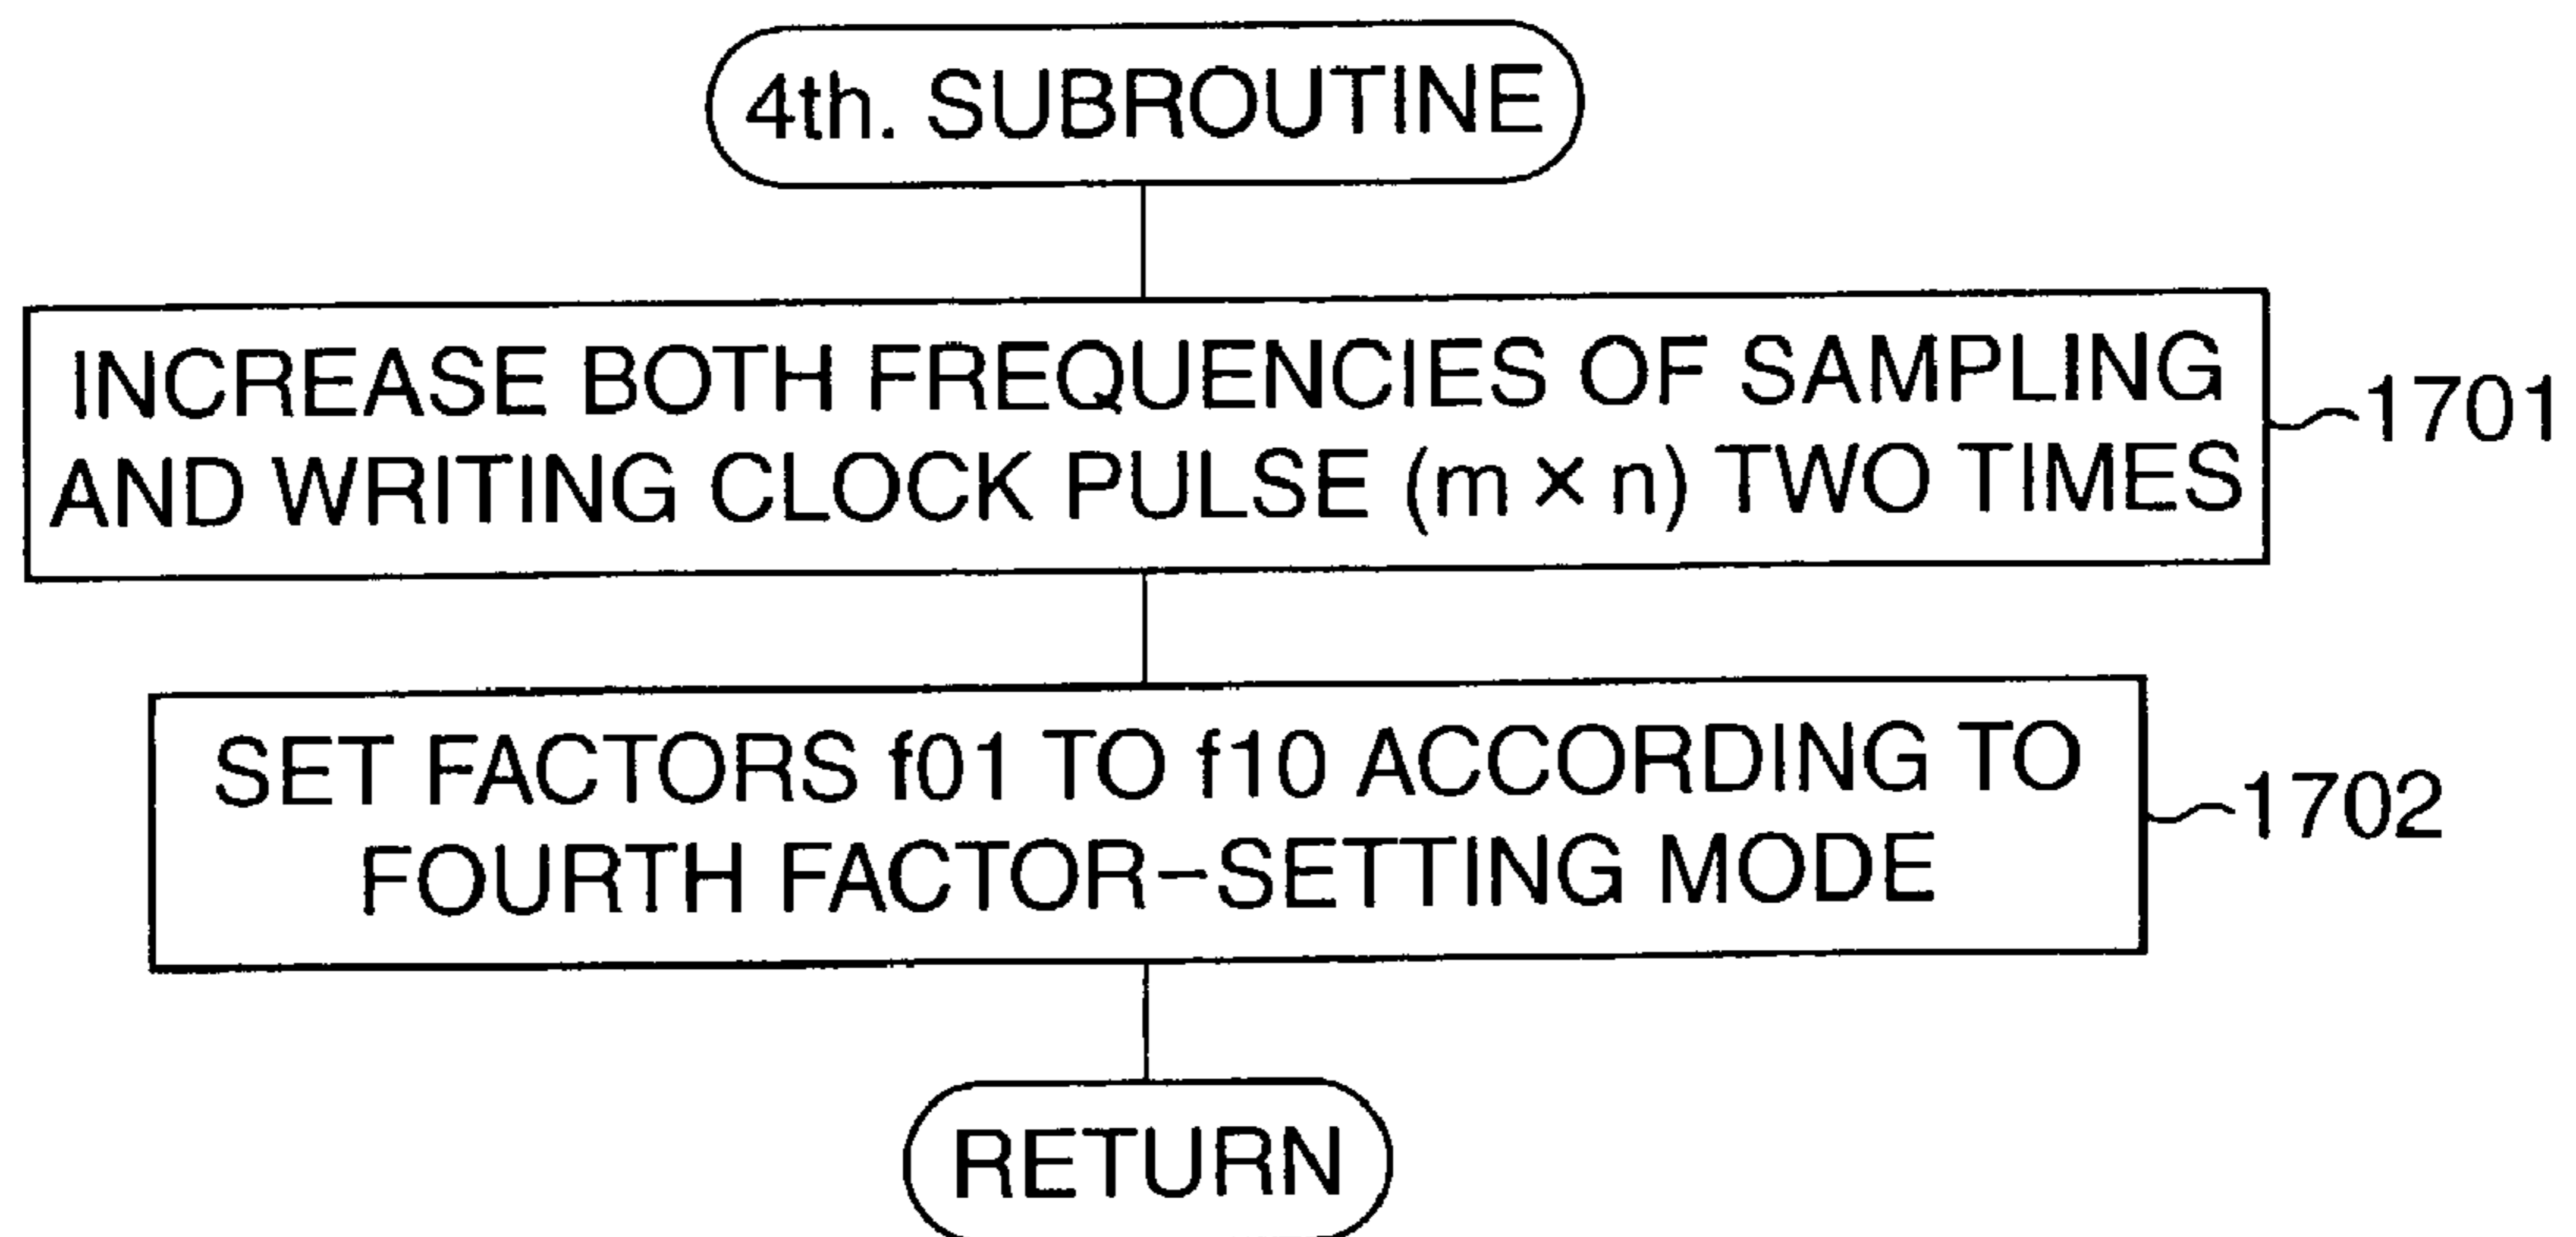 4th. SUBROUTINE
INCREASE BOTH FREQUENCIES OF SAMPLING
AND WRITING CLOCK PULSE (m × n) TWO TIMES
1701
SET FACTORS f01 TO f10 ACCORDING TO
FOURTH FACTOR-SETTING MODE
1702
RETURN